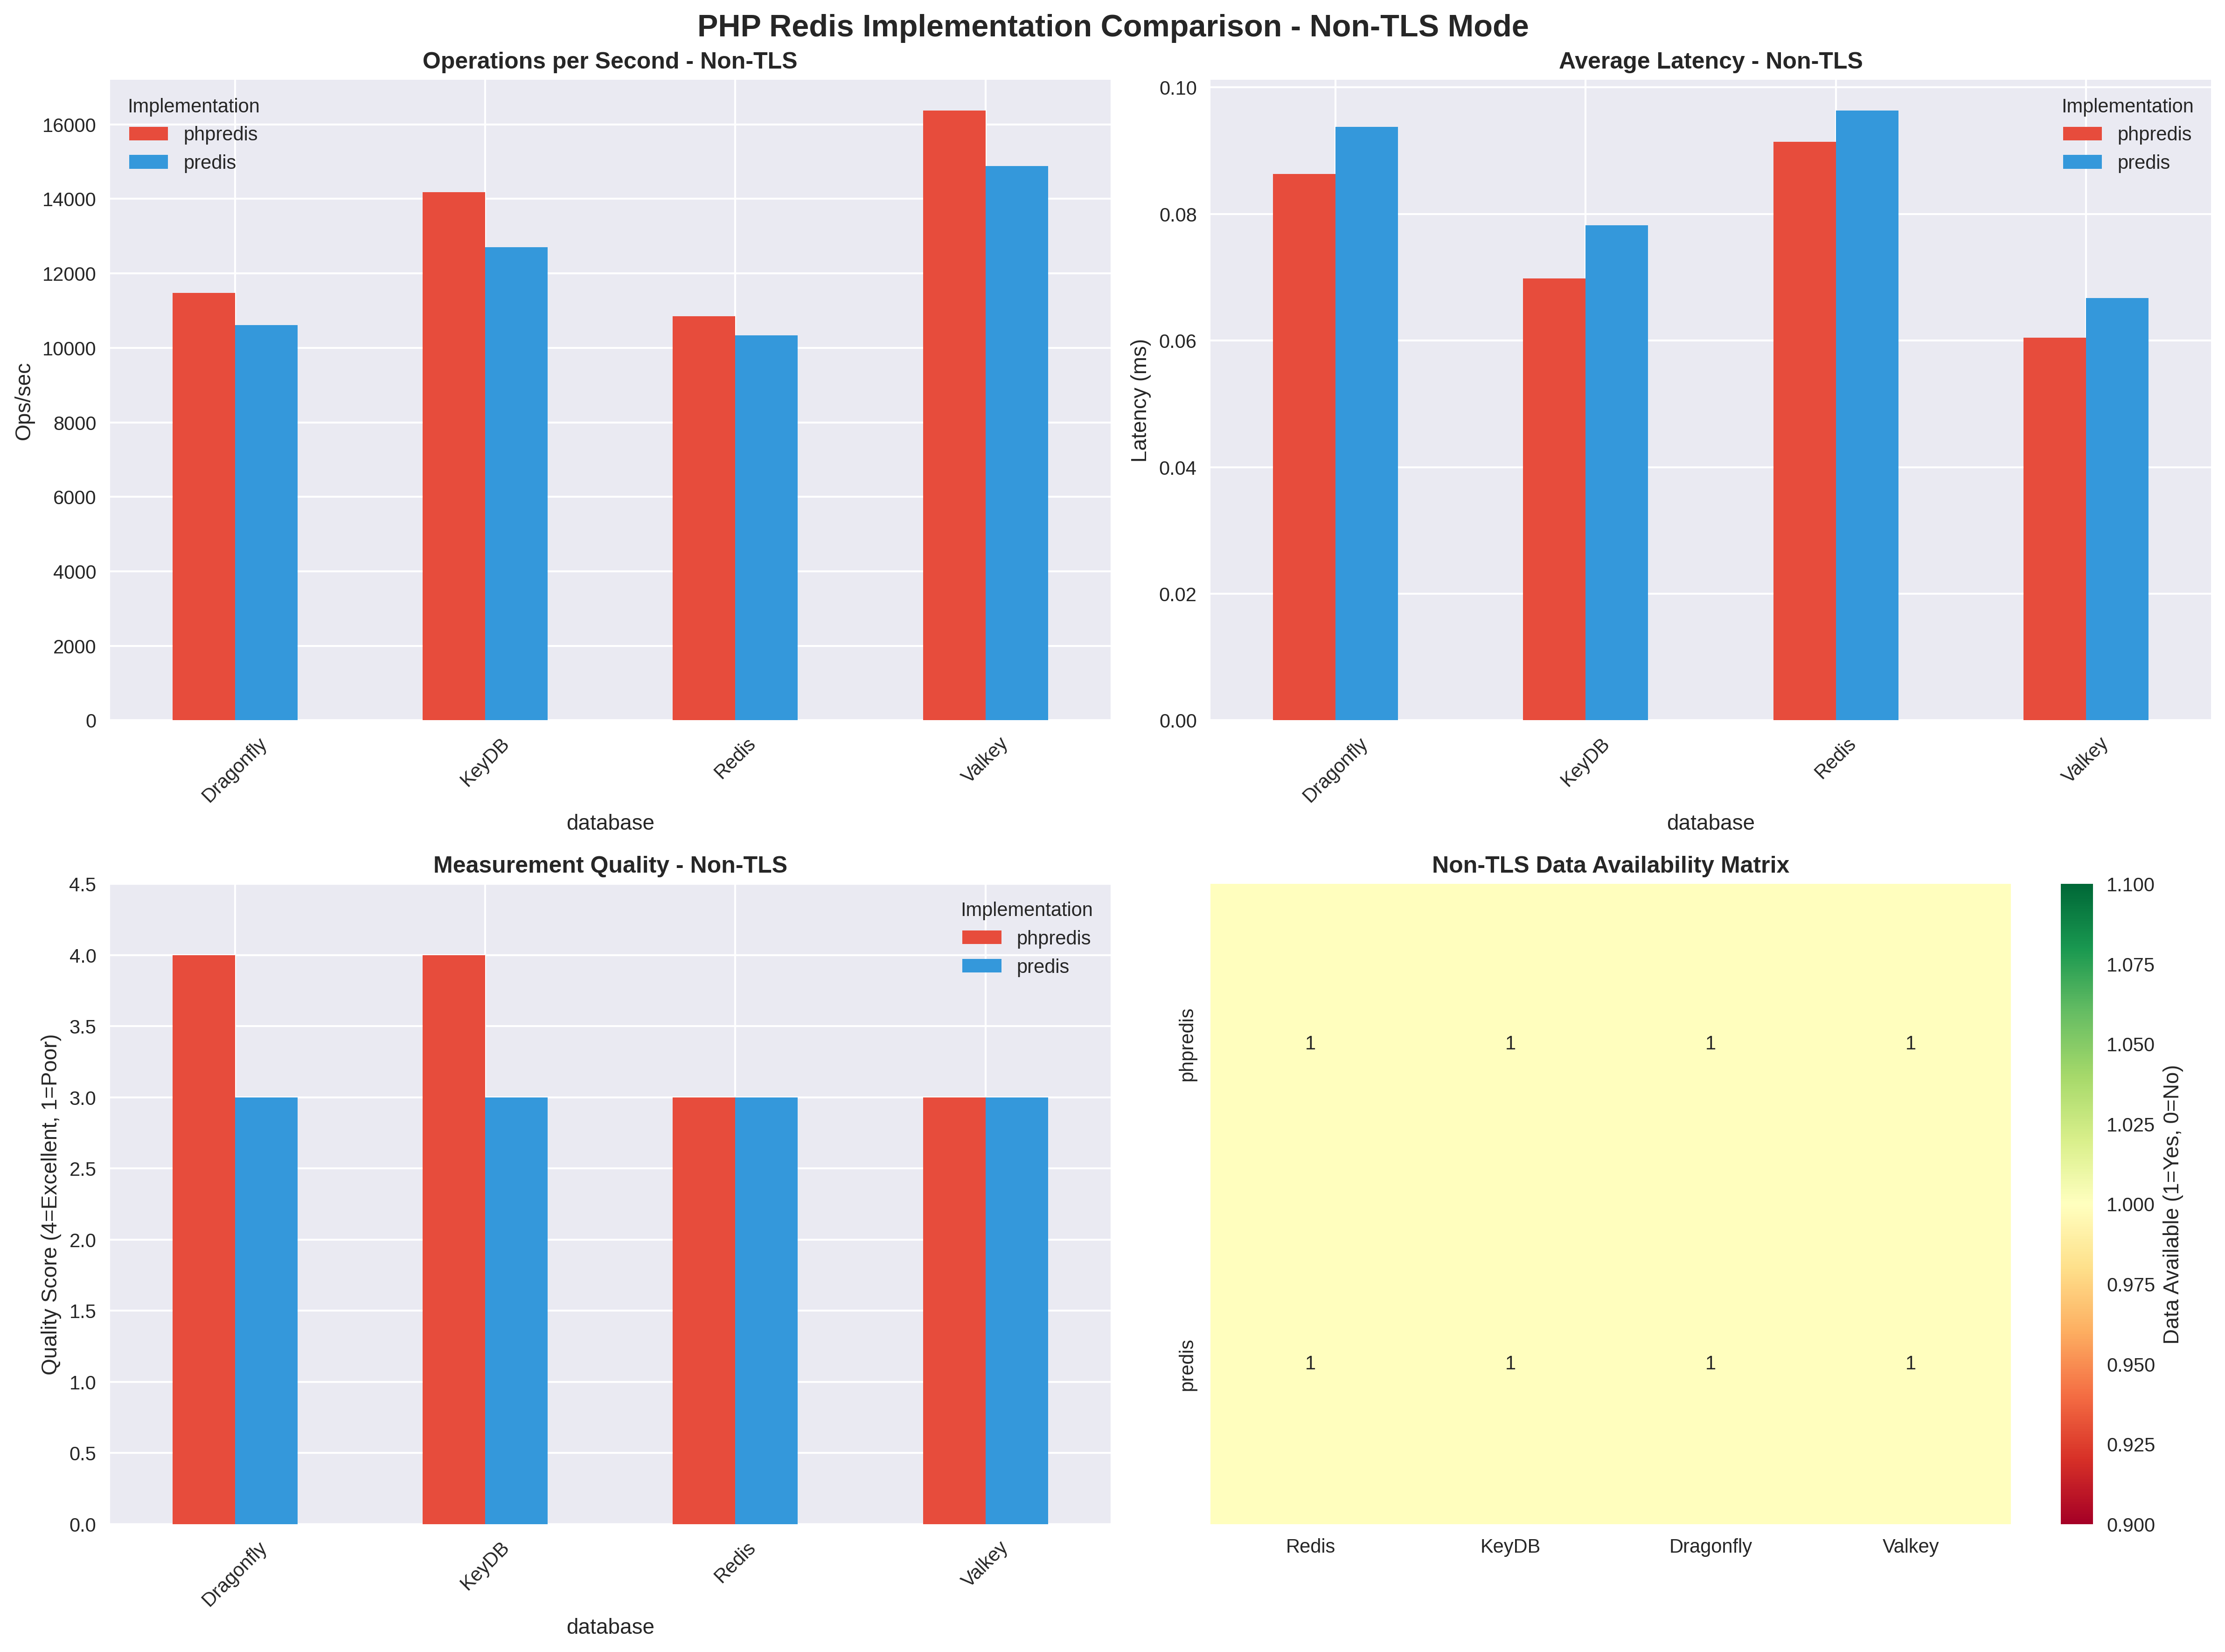 PHP Redis Implementation Comparison - Non-TLS Mode
Operations per Second - Non-TLS
Implementation
phpredis
predis
16000
14000
12000
10000
8000
6000
4000
2000
0
Ops/sec
Dragonfly
KeyDB
Redis
Valkey
database
Average Latency - Non-TLS
Implementation
phpredis
predis
0.10
0.08
0.06
0.04
0.02
0.00
Latency (ms)
Dragonfly
KeyDB
Redis
Valkey
database
Measurement Quality - Non-TLS
Implementation
phpredis
predis
4.5
4.0
3.5
3.0
2.5
2.0
1.5
1.0
0.5
0.0
Quality Score (4=Excellent, 1=Poor)
Dragonfly
KeyDB
Redis
Valkey
database
Non-TLS Data Availability Matrix
phpredis
1 1 1 1
predis
1 1 1 1
Redis
KeyDB
Dragonfly
Valkey
1.100
1.075
1.050
1.025
1.000
0.975
0.950
0.925
0.900
Data Available (1=Yes, 0=No)